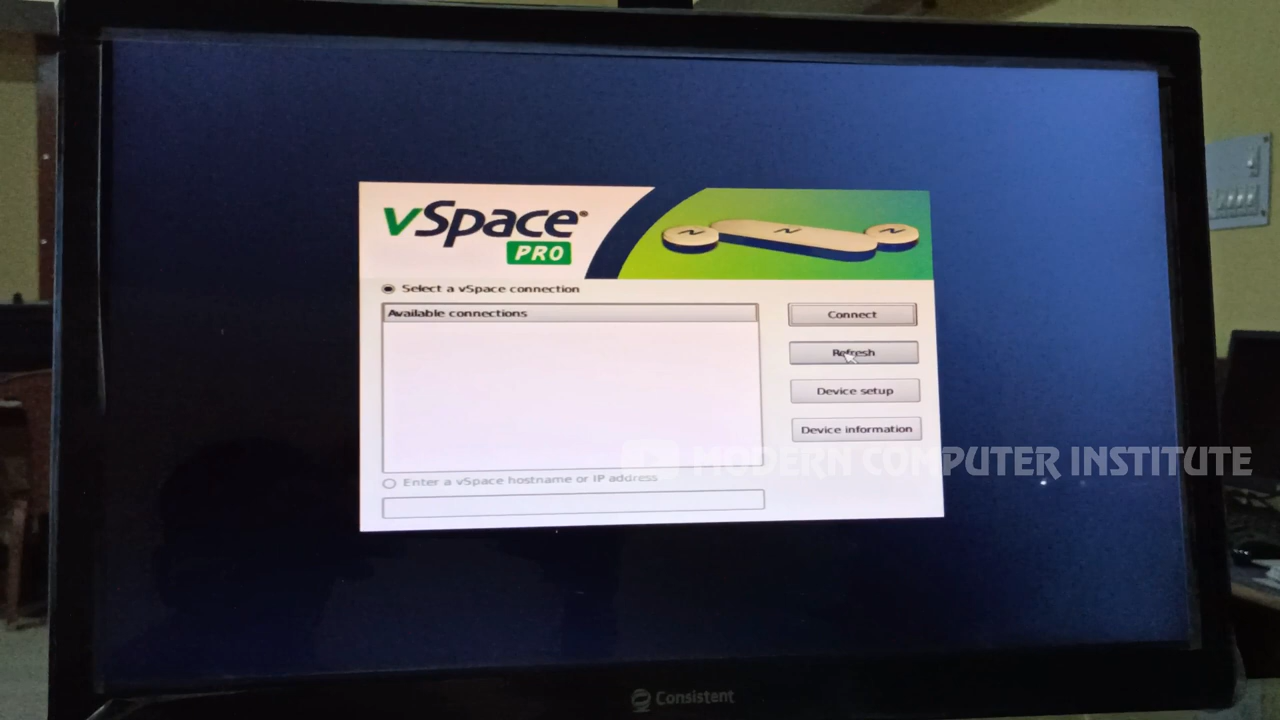 vSpace®
PRO
Select a vSpace connection
Available connections
Connect
Refresh
Device setup
Device information
MODERN COMPUTER INSTITUTE
Enter a vSpace hostname or IP address
Consistent